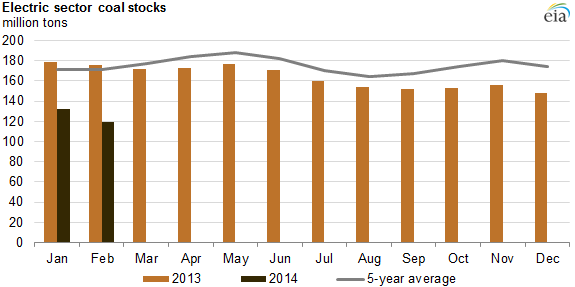 Electric sector coal stocks
million tons
eia
200
180
160
140
120
100
80
60
40
20
0
Jan Feb Mar Apr May Jun Jul Aug Sep Oct Nov Dec
2013 2014 5-year average